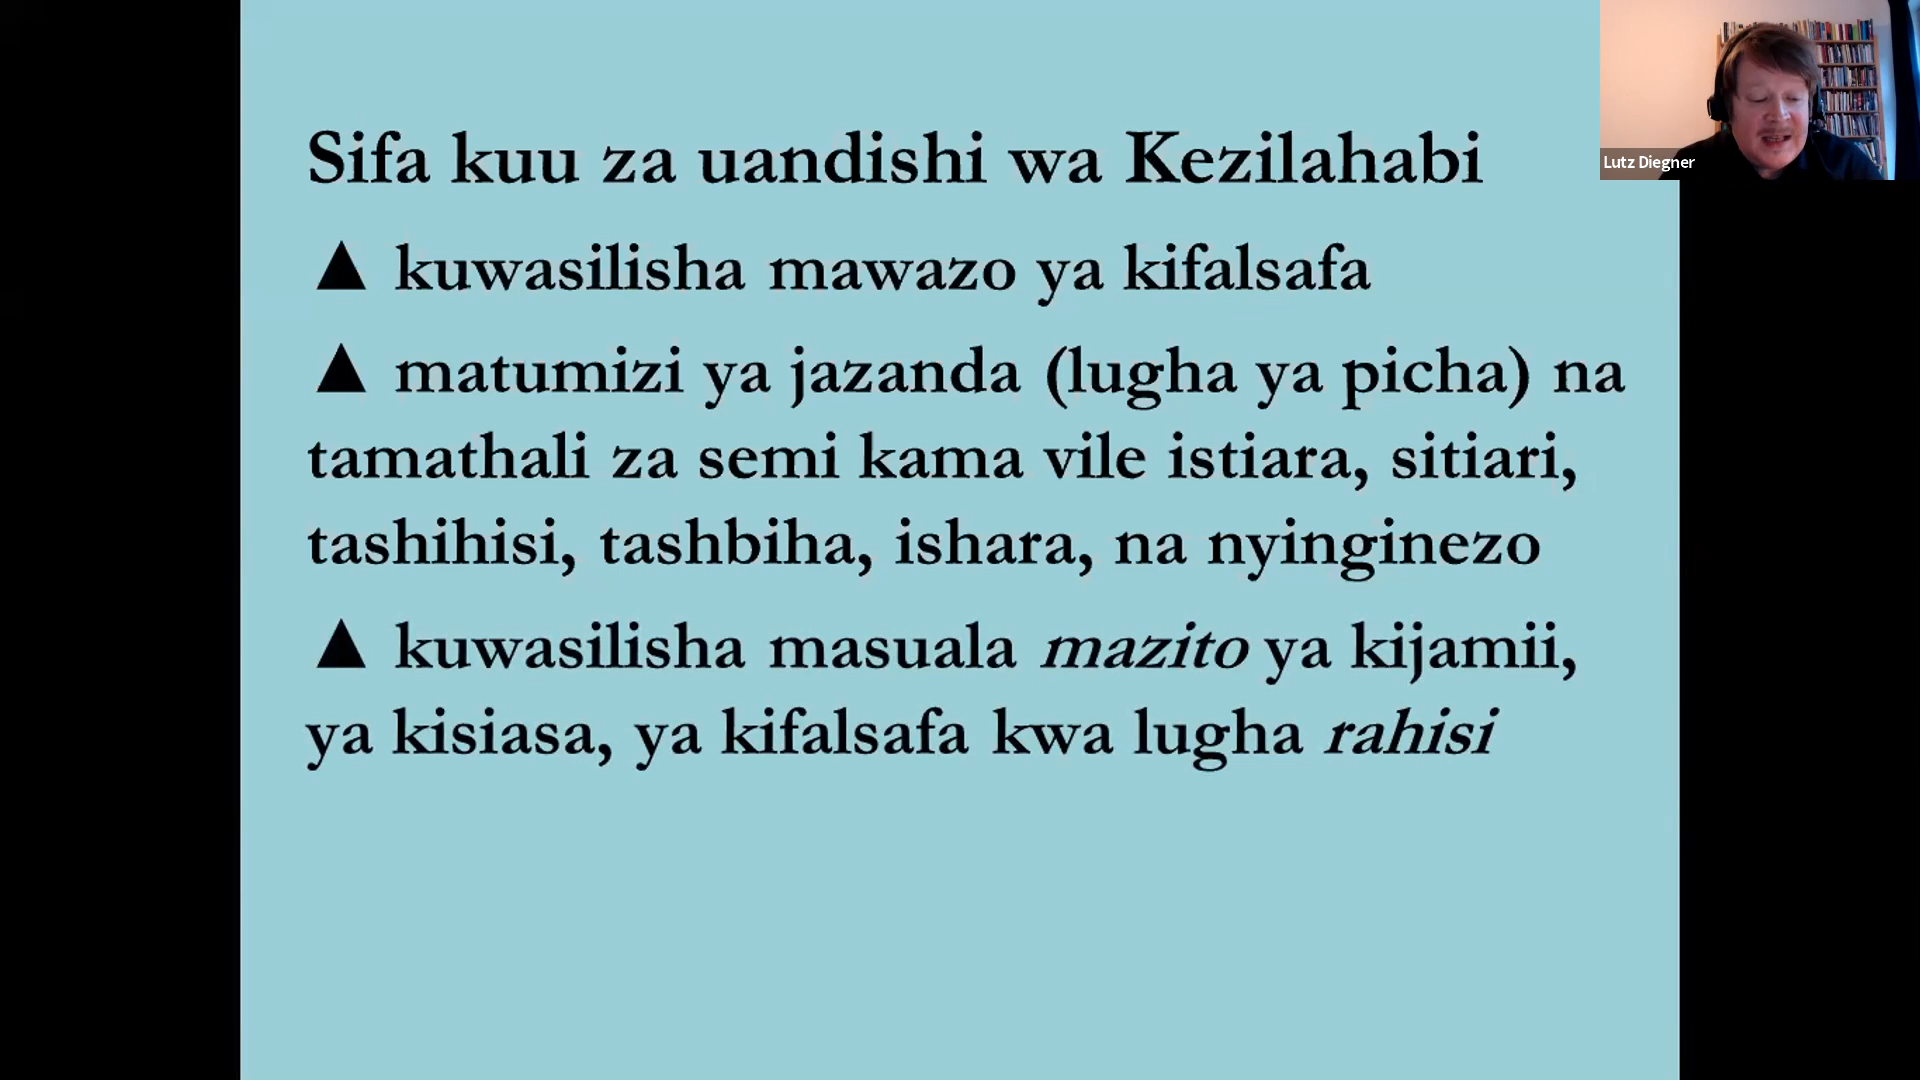 Sifa kuu za uandishi wa Kezilahabi
▲ kuwasilisha mawazo ya kifalsafa
▲ matumizi ya jazanda (lugha ya picha) na
tamathali za semi kama vile istiara, sitiari,
tashihisi, tashbiha, ishara, na nyinginezo
▲ kuwasilisha masuala mazito ya kijamii,
ya kisiasa, ya kifalsafa kwa lugha rahisi
Lutz Diegner